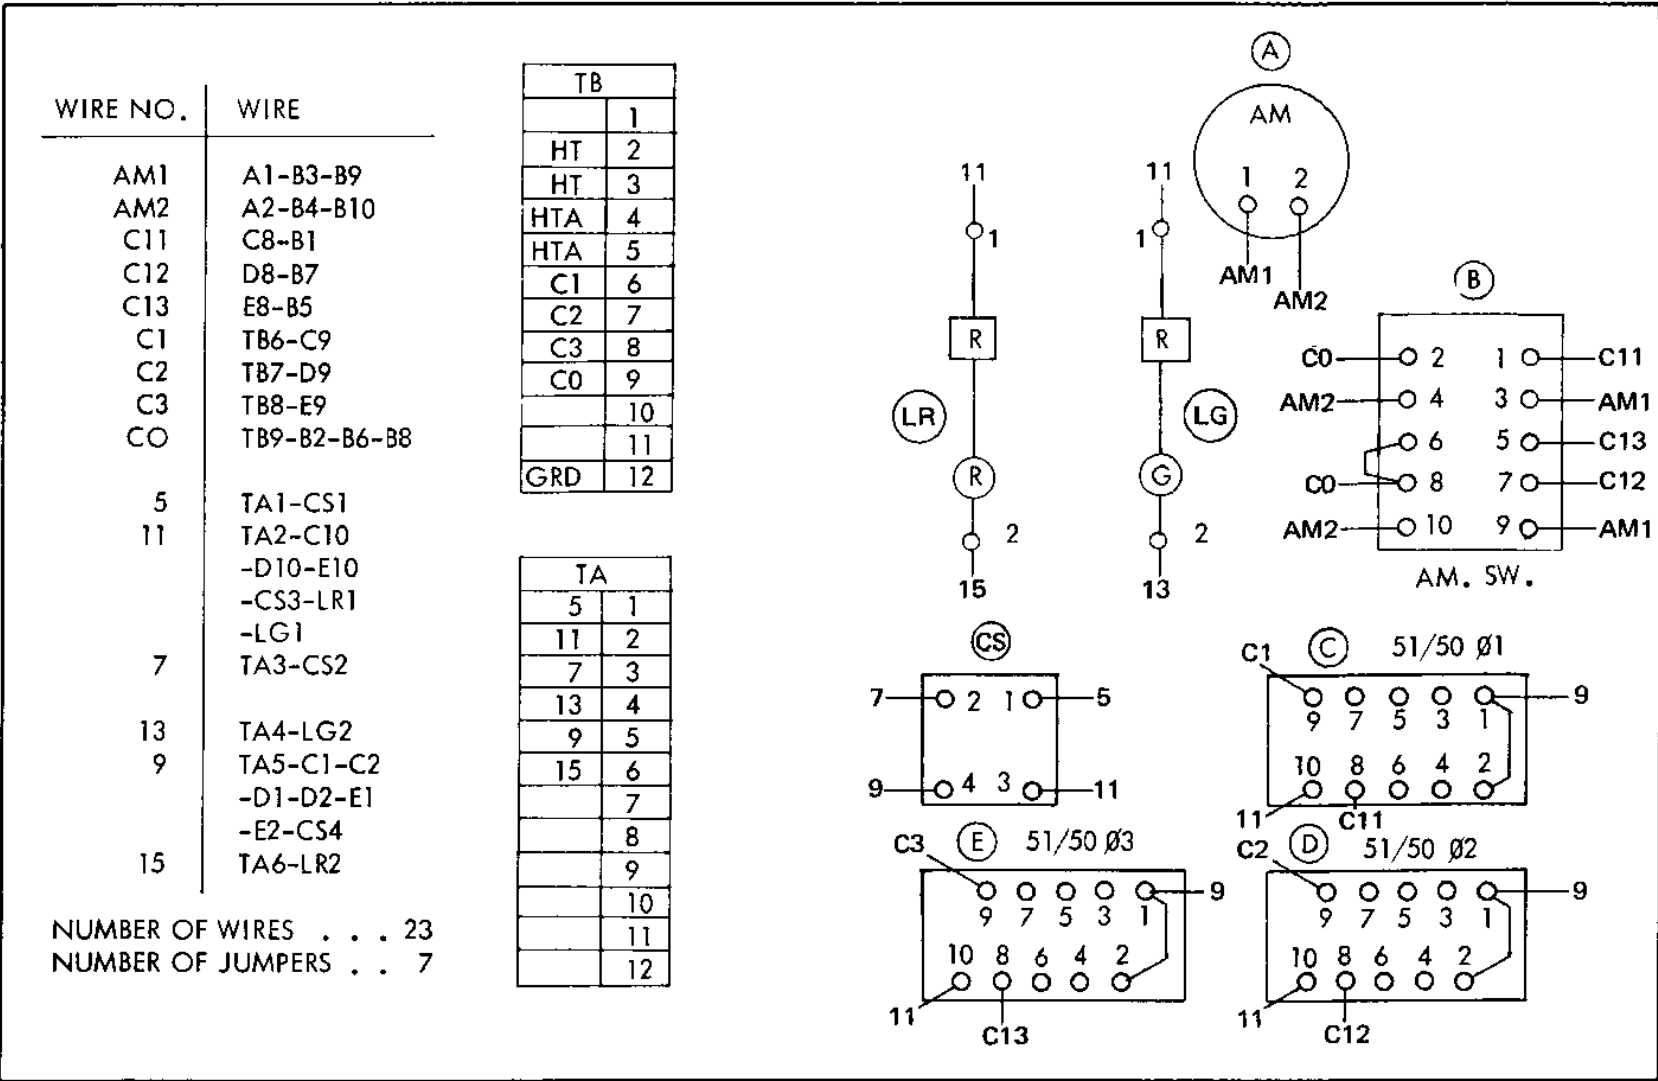 WIRE NO. WIRE
AM1 A1-B3-B9
AM2 A2-B4-B10
C11 C8-B1
C12 D8-B7
C13 E8-B5
C1 TB6-C9
C2 TB7-D9
C3 TB8-E9
CO TB9-B2-B6-B8
5 TA1-CS1
11 TA2-C10
-D10-E10
-CS3-LR1
-LG1
7 TA3-CS2
13 TA4-LG2
9 TA5-C1-C2
-D1-D2-E1
-E2-CS4
15 TA6-LR2
NUMBER OF WIRES . . . 23
NUMBER OF JUMPERS . . 7
TB
1
HT 2
HT 3
HTA 4
HTA 5
C1 6
C2 7
C3 8
C0 9
10
11
GRD 12
TA
5 1
11 2
7 3
13 4
9 5
15 6
7
8
9
10
11
12
11
1
R
LR
R
2
15
11
1
R
LG
G
2
13
A
AM
1 2
AM1
AM2
B
C0 2 1 C11
AM2 4 3 AM1
6 5 C13
C0 8 7 C12
AM2 10 9 AM1
AM. SW.
CS
7 2 1 5
9 4 3 11
C1 C 51/50 Ø1
9
9 7 5 3 1
10 8 6 4 2
11 C11
C3 E 51/50 Ø3
9
9 7 5 3 1
10 8 6 4 2
11
C13
C2 D 51/50 Ø2
9
9 7 5 3 1
10 8 6 4 2
11
C12